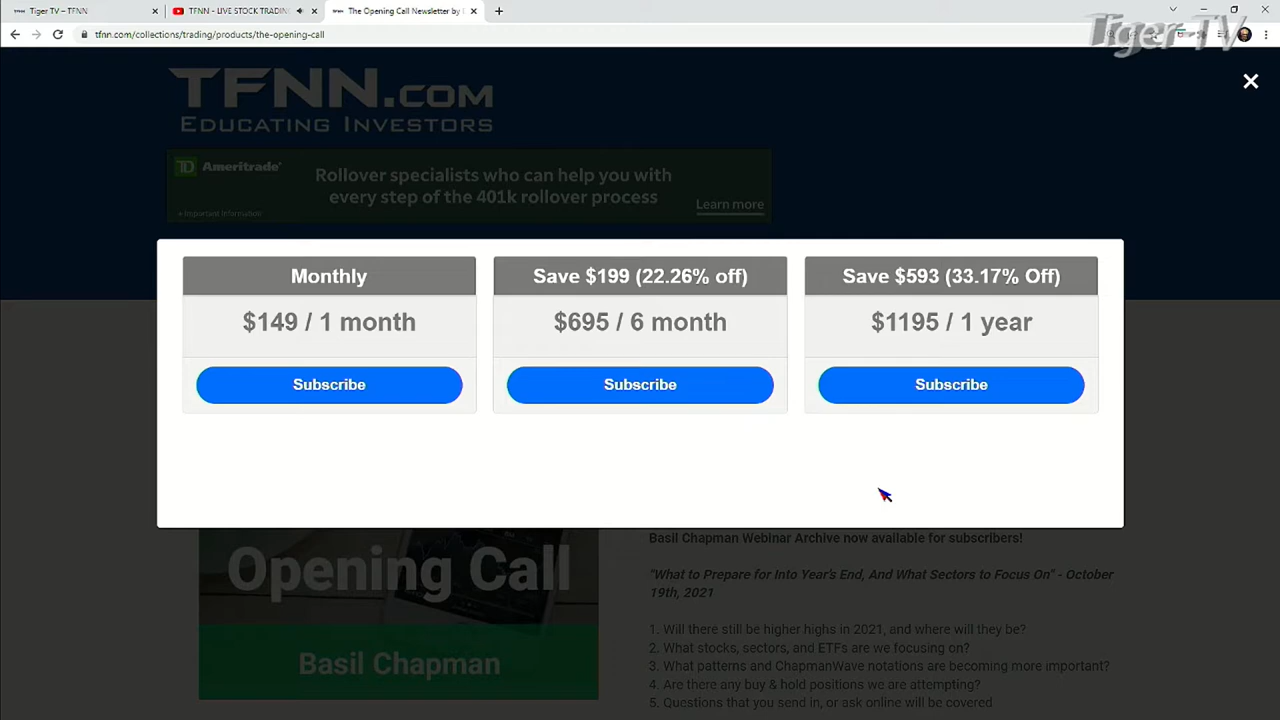 Tiger TV – TFNN
TFNN - LIVE STOCK TRADIN
The Opening Call Newsletter by
Tiger TV
tfnn.com/collections/trading/products/the-opening-call
TFNN.com
Educating Investors
TD Ameritrade
Rollover specialists who can help you with
every step of the 401k rollover process
Learn more
Important Information
Monthly
$149 / 1 month
Subscribe
Save $199 (22.26% off)
$695 / 6 month
Subscribe
Save $593 (33.17% Off)
$1195 / 1 year
Subscribe
Opening Call
Basil Chapman
Basil Chapman Webinar Archive now available for subscribers!
"What to Prepare for Into Year's End, And What Sectors to Focus On" - October
19th, 2021
1. Will there still be higher highs in 2021, and where will they be?
2. What stocks, sectors, and ETFs are we focusing on?
3. What patterns and ChapmanWave notations are becoming more important?
4. Are there any buy & hold positions we are attempting?
5. Questions that you send in, or ask online will be covered